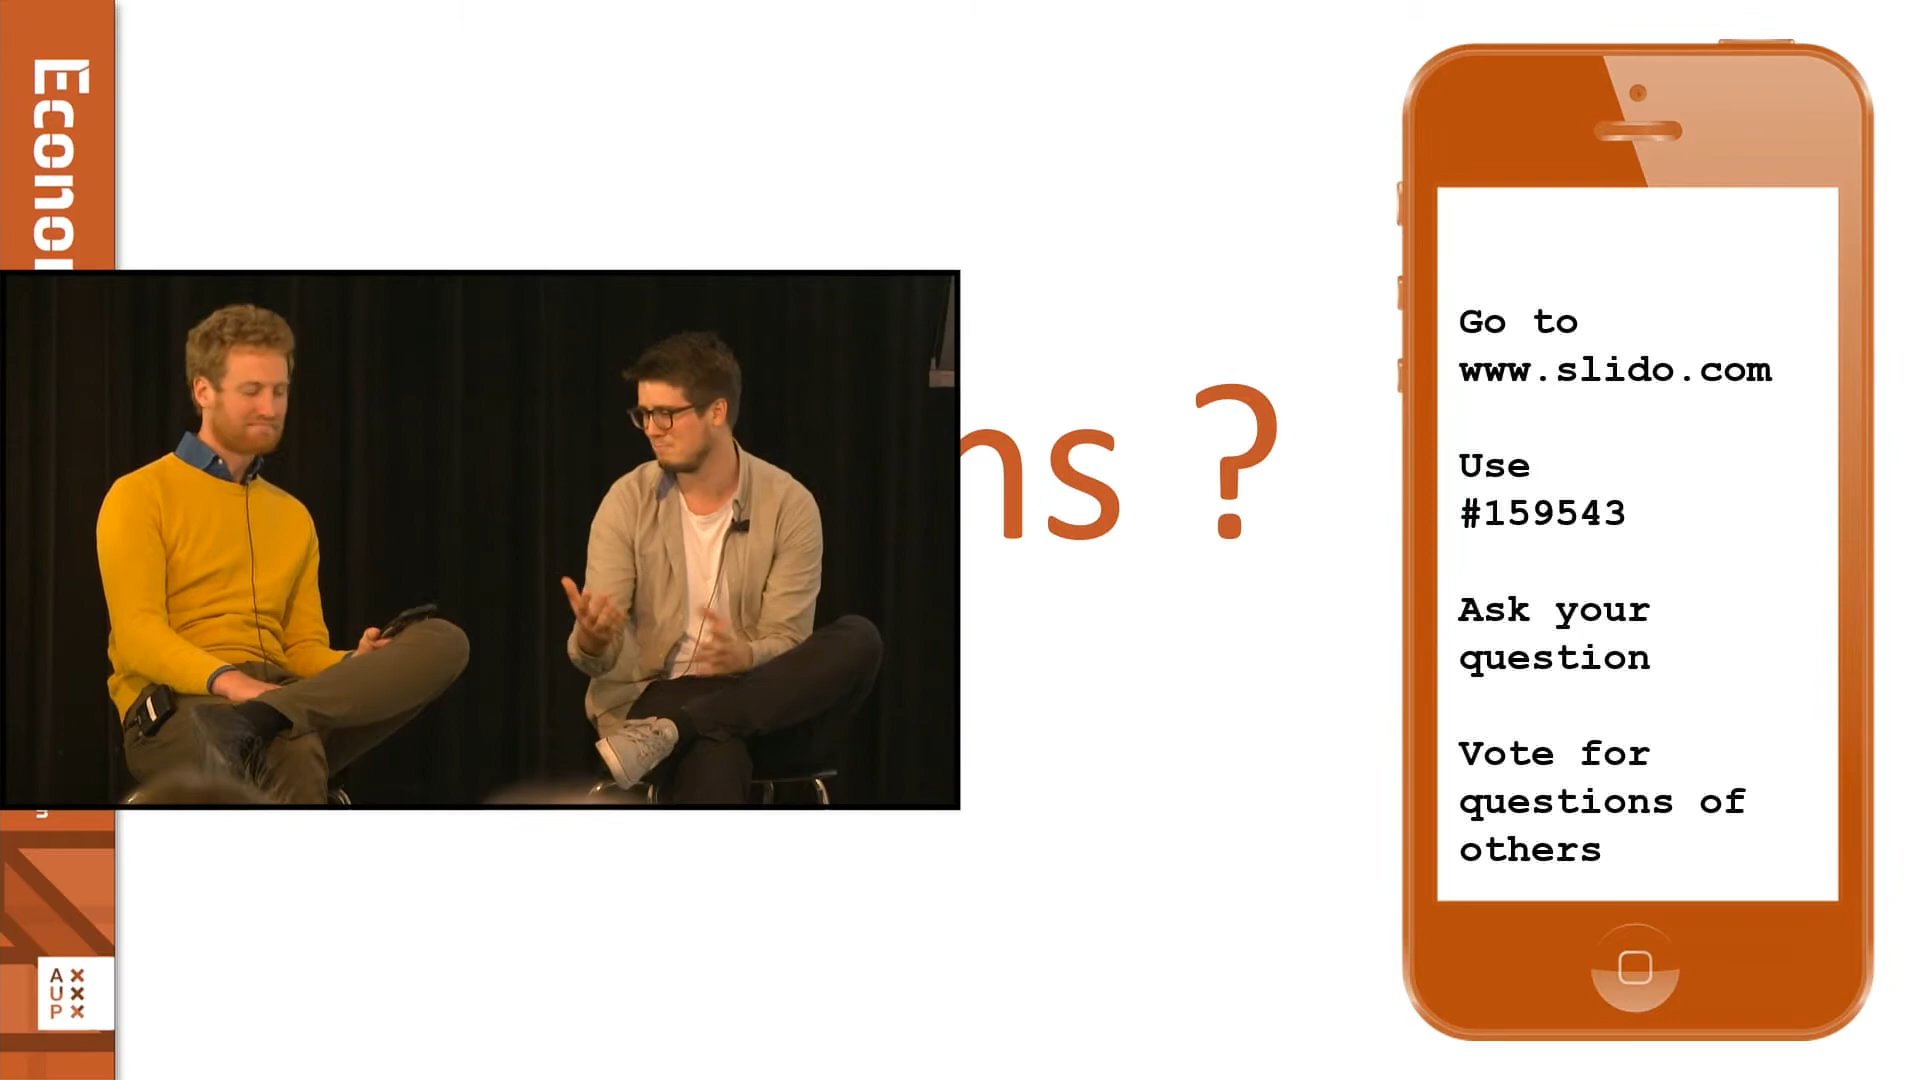 Econo
ns ?
Go to
www.slido.com
Use
#159543
Ask your
question
Vote for
questions of
others
A
U
P